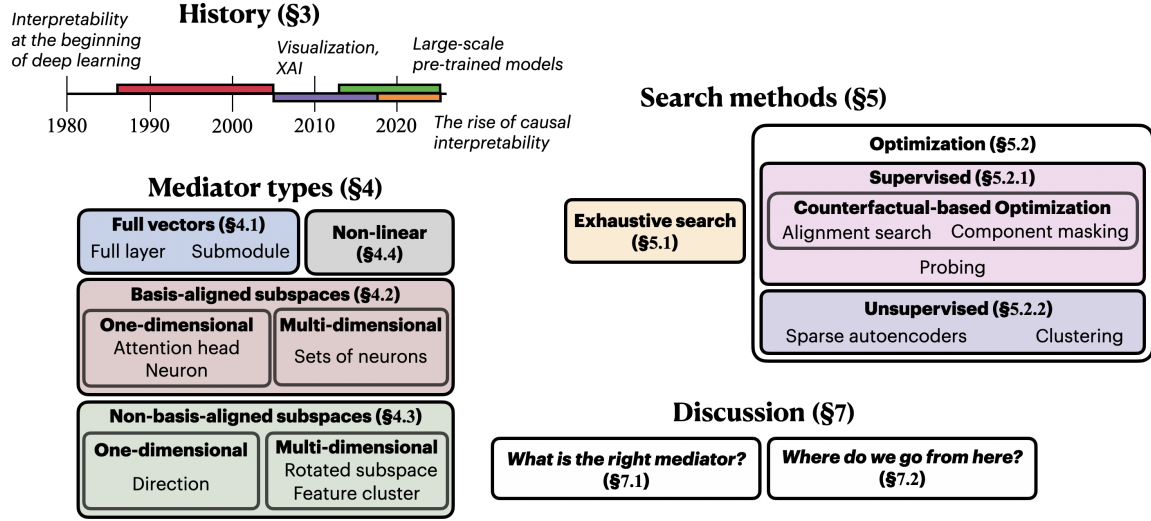 History (§3)
Interpretability
at the beginning
of deep learning
Visualization,
XAI
Large-scale
pre-trained models
1980 1990 2000 2010 2020
The rise of causal
interpretability
Mediator types (§4)
Full vectors (§4.1)
Full layer Submodule
Non-linear
(§4.4)
Basis-aligned subspaces (§4.2)
One-dimensional
Attention head
Neuron
Multi-dimensional
Sets of neurons
Non-basis-aligned subspaces (§4.3)
One-dimensional
Direction
Multi-dimensional
Rotated subspace
Feature cluster
Search methods (§5)
Exhaustive search
(§5.1)
Optimization (§5.2)
Supervised (§5.2.1)
Counterfactual-based Optimization
Alignment search Component masking
Probing
Unsupervised (§5.2.2)
Sparse autoencoders Clustering
Discussion (§7)
What is the right mediator?
(§7.1)
Where do we go from here?
(§7.2)